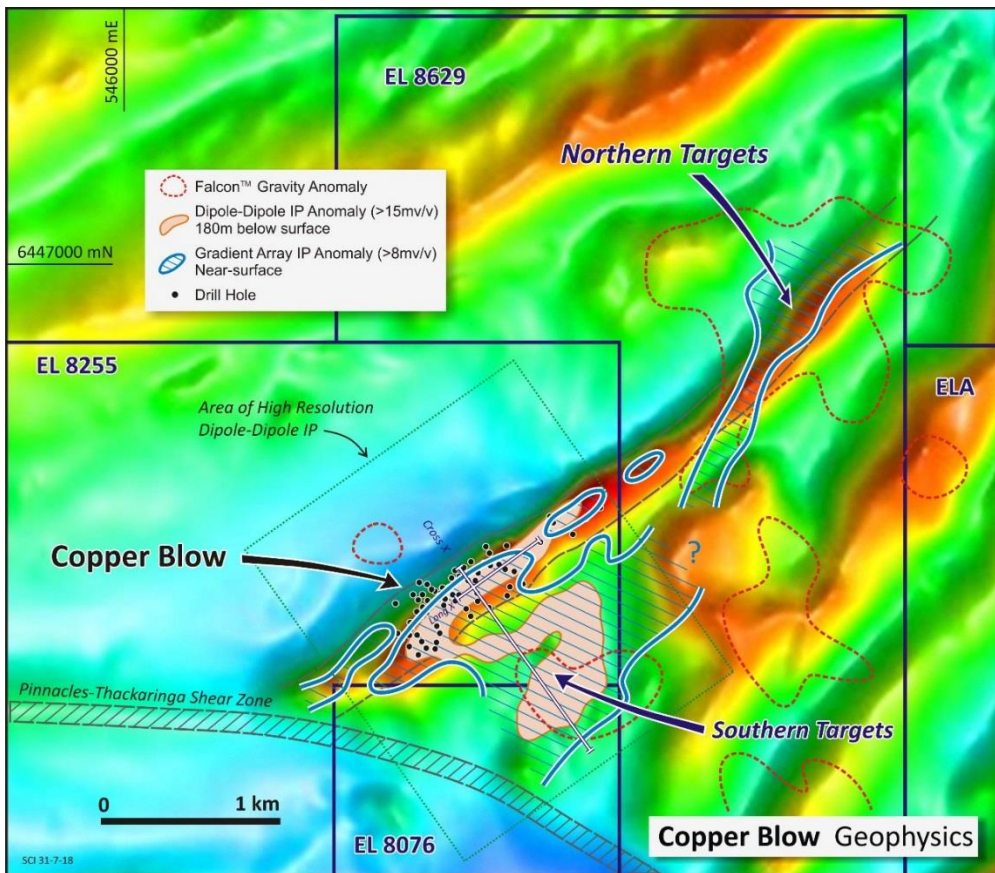 546000 mE
EL 8629
Northern Targets
Falcon™ Gravity Anomaly
Dipole-Dipole IP Anomaly (>15mv/v)
180m below surface
Gradient Array IP Anomaly (>8mv/v)
Near-surface
Drill Hole
6447000 mN
EL 8255
ELA
Area of High Resolution
Dipole-Dipole IP
Cross X
Copper Blow
?
Long X
Pinnacles-Thackaringa Shear Zone
Southern Targets
0 1 km
EL 8076
Copper Blow Geophysics
SCI 31-7-18